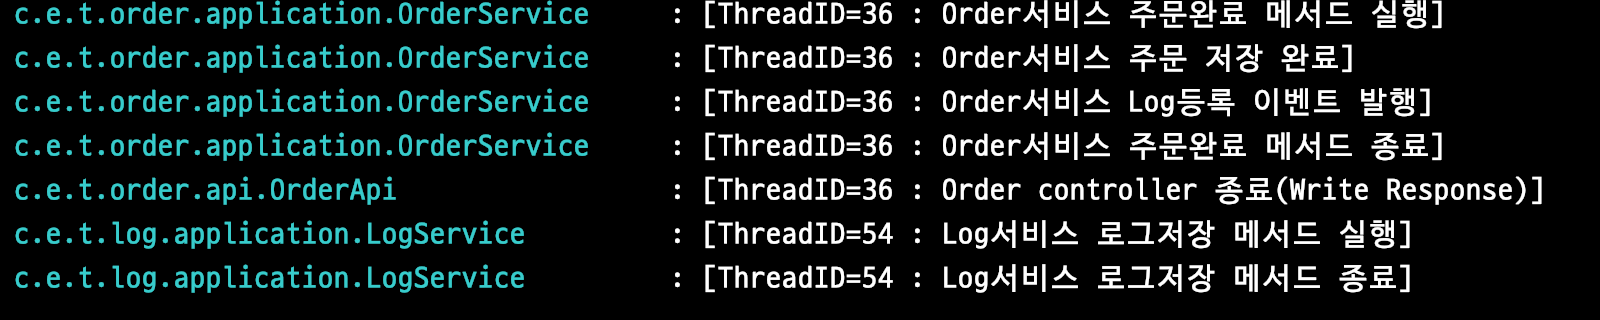 c.e.t.order.application.OrderService : [ThreadID=36 : Order서비스 주문완료 메서드 실행]
c.e.t.order.application.OrderService : [ThreadID=36 : Order서비스 주문 저장 완료]
c.e.t.order.application.OrderService : [ThreadID=36 : Order서비스 Log등록 이벤트 발행]
c.e.t.order.application.OrderService : [ThreadID=36 : Order서비스 주문완료 메서드 종료]
c.e.t.order.api.OrderApi : [ThreadID=36 : Order controller 종료(Write Response)]
c.e.t.log.application.LogService : [ThreadID=54 : Log서비스 로그저장 메서드 실행]
c.e.t.log.application.LogService : [ThreadID=54 : Log서비스 로그저장 메서드 종료]